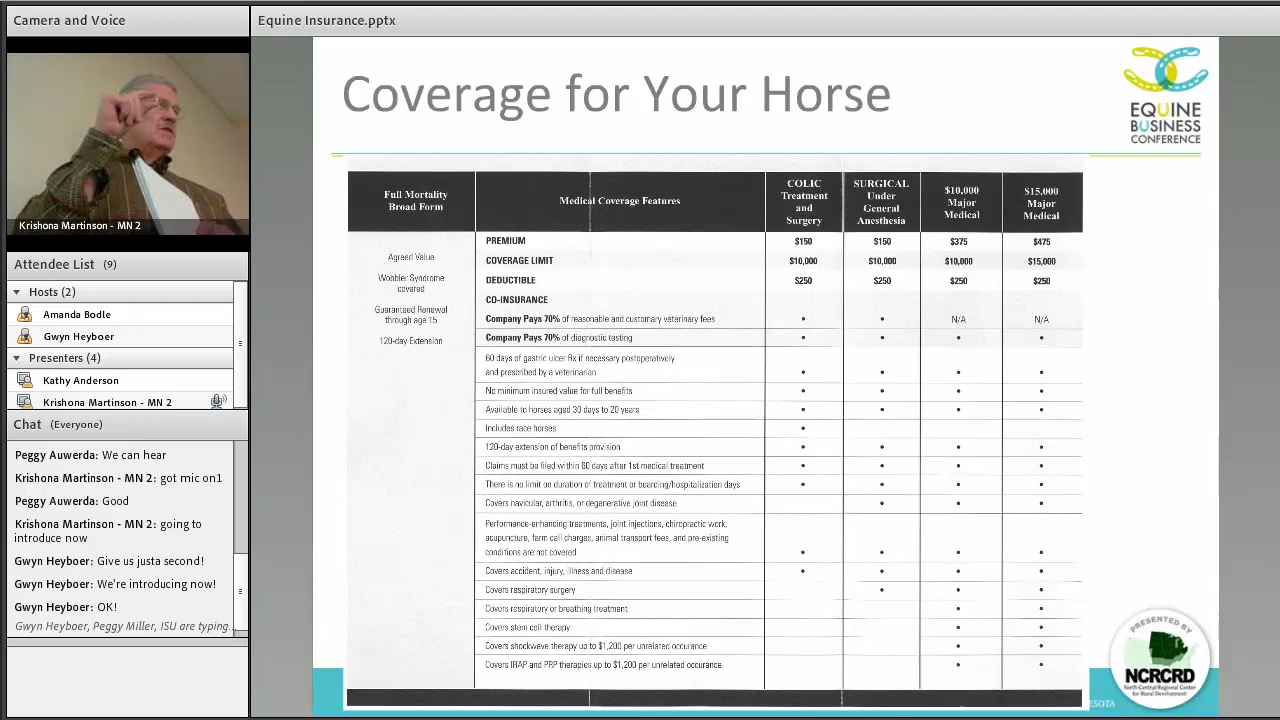 Camera and Voice
Krishona Martinson - MN 2
Attendee List (9)
Hosts (2)
Amanda Bodle
Gwyn Heyboer
Presenters (4)
Kathy Anderson
Krishona Martinson - MN 2
Chat (Everyone)
Peggy Auwerda: We can hear
Krishona Martinson - MN 2: got mic on1
Peggy Auwerda: Good
Krishona Martinson - MN 2: going to
introduce now
Gwyn Heyboer: Give us justa second!
Gwyn Heyboer: We're introducing now!
Gwyn Heyboer: OK!
Gwyn Heyboer, Peggy Miller, ISU are typing...
Equine Insurance.pptx
Coverage for Your Horse
EQUINE
BUSINESS
CONFERENCE
Full Mortality
Broad Form
Medical Coverage Features
COLIC
Treatment
and
Surgery
SURGICAL
Under
General
Anesthesia
$10,000
Major
Medical
$15,000
Major
Medical
Agreed Value
Wobbler Syndrome
covered
Guaranteed Renewal
through age 15
120-day Extension
PREMIUM $150 $150 $375 $475
COVERAGE LIMIT $10,000 $10,000 $10,000 $15,000
DEDUCTIBLE $250 $250 $250 $250
CO-INSURANCE
Company Pays 70% of reasonable and customary veterinary fees • • N/A N/A
Company Pays 70% of diagnostic testing • • • •
60 days of gastric ulcer Rx if necessary postoperatively
and prescribed by a veterinarian • • • •
No minimum insured value for full benefits • • • •
Available to horses aged 30 days to 20 years • • • •
Includes race horses •
120-day extension of benefits provision • • • •
Claims must be filed within 60 days after 1st medical treatment • • • •
There is no limit on duration of treatment or boarding/hospitalization days • • • •
Covers navicular, arthritis, or degenerative joint disease • • •
Performance-enhancing treatments, joint injections, chiropractic work,
acupuncture, farm call charges, animal transport fees, and pre-existing
conditions are not covered • • • •
Covers accident, injury, illness and disease • • • •
Covers respiratory surgery • • •
Covers respiratory or breathing treatment • •
Covers stem cell therapy • •
Covers shockwave therapy up to $1,200 per unrelated occurance • •
Covers IRAP and PRP therapies up to $1,200 per unrelated occurance • •
PRESENTED BY
NCRCRD
North Central Regional Center
for Rural Development
ESOTA